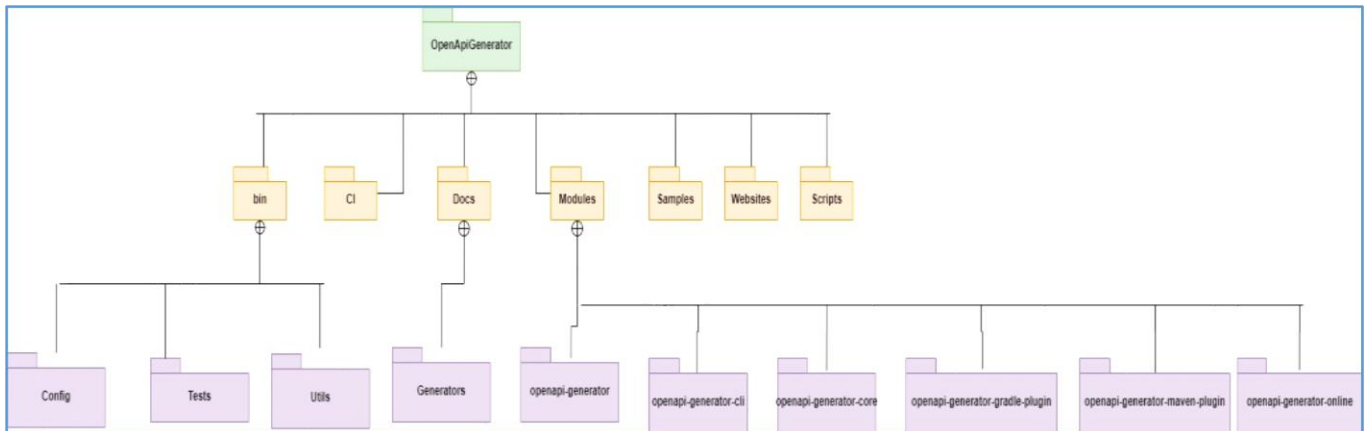 OpenApiGenerator
bin
CI
Docs
Modules
Samples
Websites
Scripts
Config
Tests
Utils
Generators
openapi-generator
openapi-generator-cli
openapi-generator-core
openapi-generator-gradle-plugin
openapi-generator-maven-plugin
openapi-generator-online